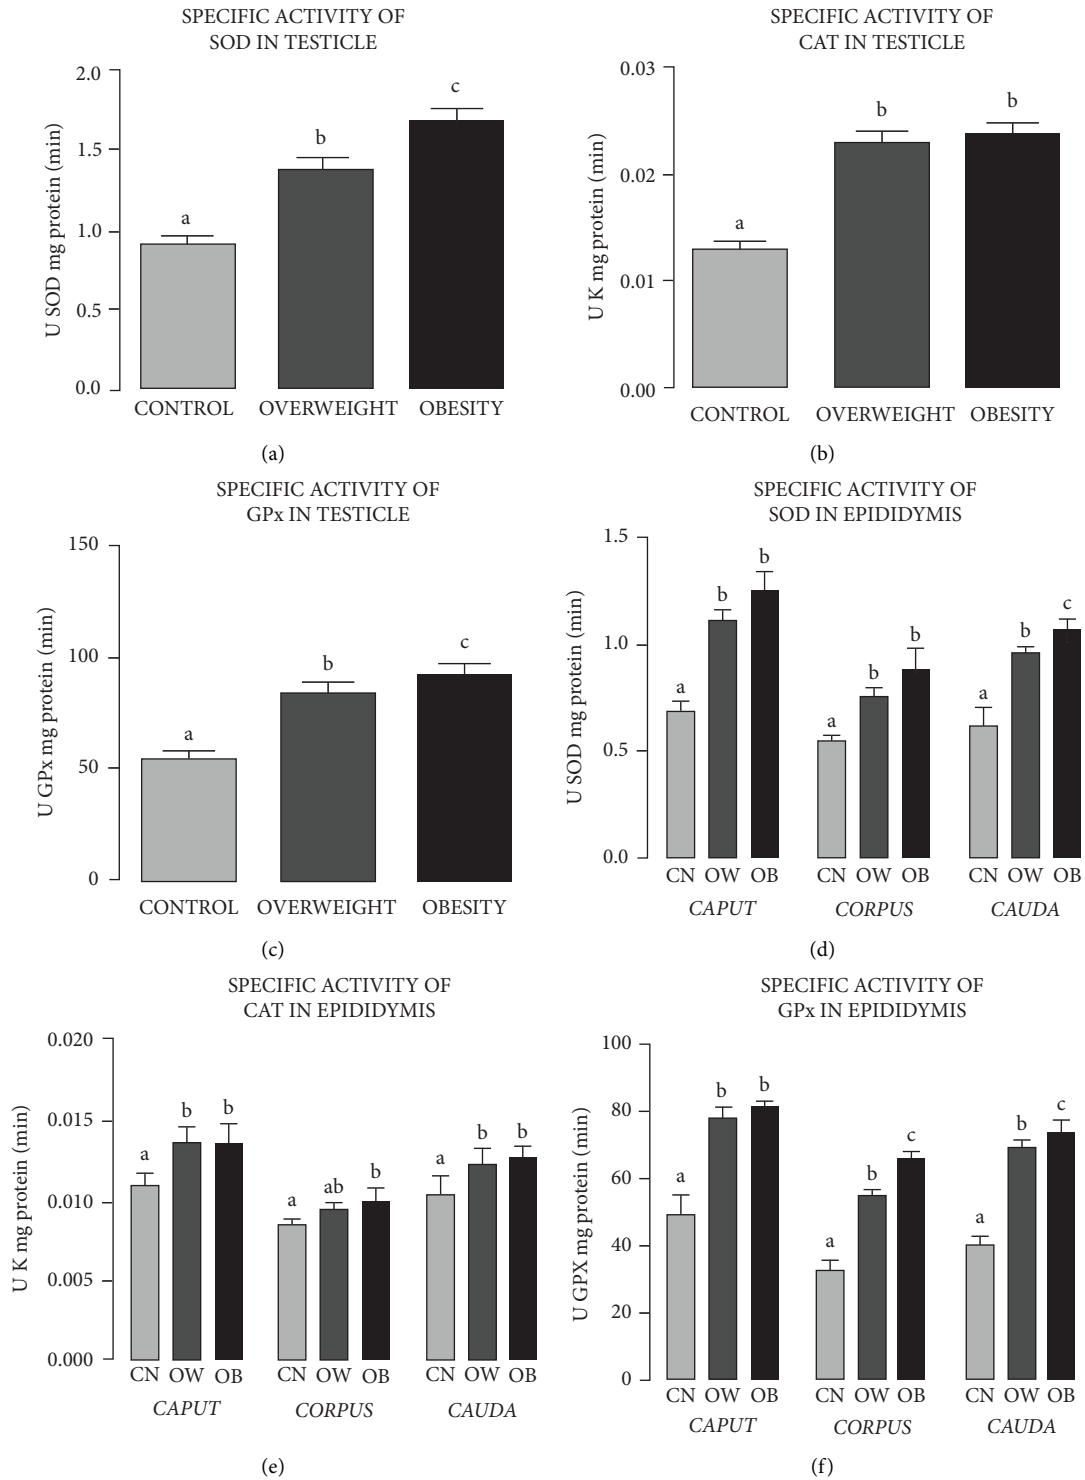 SPECIFIC ACTIVITY OF
SOD IN TESTICLE
U SOD mg protein (min)
2.0
1.5
1.0
0.5
0.0
a
b
c
CONTROL OVERWEIGHT OBESITY
(a)
SPECIFIC ACTIVITY OF
CAT IN TESTICLE
U K mg protein (min)
0.03
0.02
0.01
0.00
a
b
b
CONTROL OVERWEIGHT OBESITY
(b)
SPECIFIC ACTIVITY OF
GPx IN TESTICLE
U GPx mg protein (min)
150
100
50
0
a
b
c
CONTROL OVERWEIGHT OBESITY
(c)
SPECIFIC ACTIVITY OF
SOD IN EPIDIDYMIS
U SOD mg protein (min)
1.5
1.0
0.5
0.0
a b b a b b a b c
CN OW OB CN OW OB CN OW OB
CAPUT CORPUS CAUDA
(d)
SPECIFIC ACTIVITY OF
CAT IN EPIDIDYMIS
U K mg protein (min)
0.020
0.015
0.010
0.005
0.000
a b b a ab b a b b
CN OW OB CN OW OB CN OW OB
CAPUT CORPUS CAUDA
(e)
SPECIFIC ACTIVITY OF
GPx IN EPIDIDYMIS
U GPX mg protein (min)
100
80
60
40
20
0
a b b a b c a b c
CN OW OB CN OW OB CN OW OB
CAPUT CORPUS CAUDA
(f)